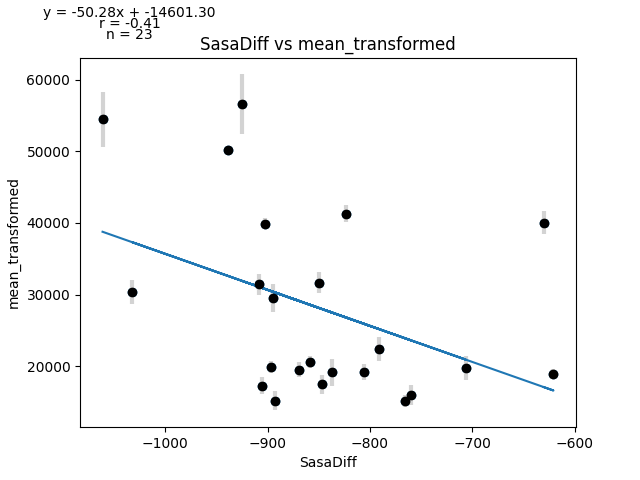 y = -50.28x + -14601.30
r = -0.41
n = 23
SasaDiff vs mean_transformed
60000
50000
40000
30000
20000
mean_transformed
−1000
−900
−800
−700
−600
SasaDiff